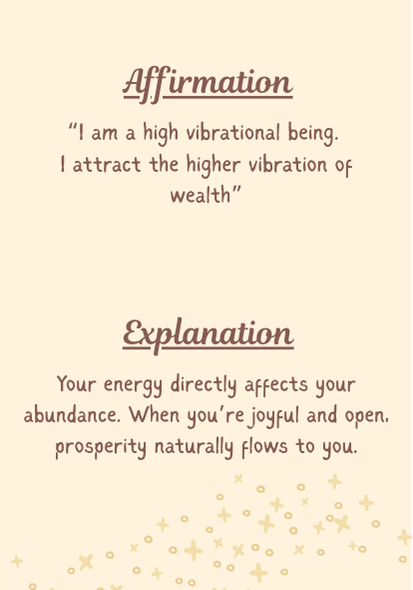 Affirmation
“I am a high vibrational being.
I attract the higher vibration of
wealth”
Explanation
Your energy directly affects your
abundance. When you’re joyful and open,
prosperity naturally flows to you.